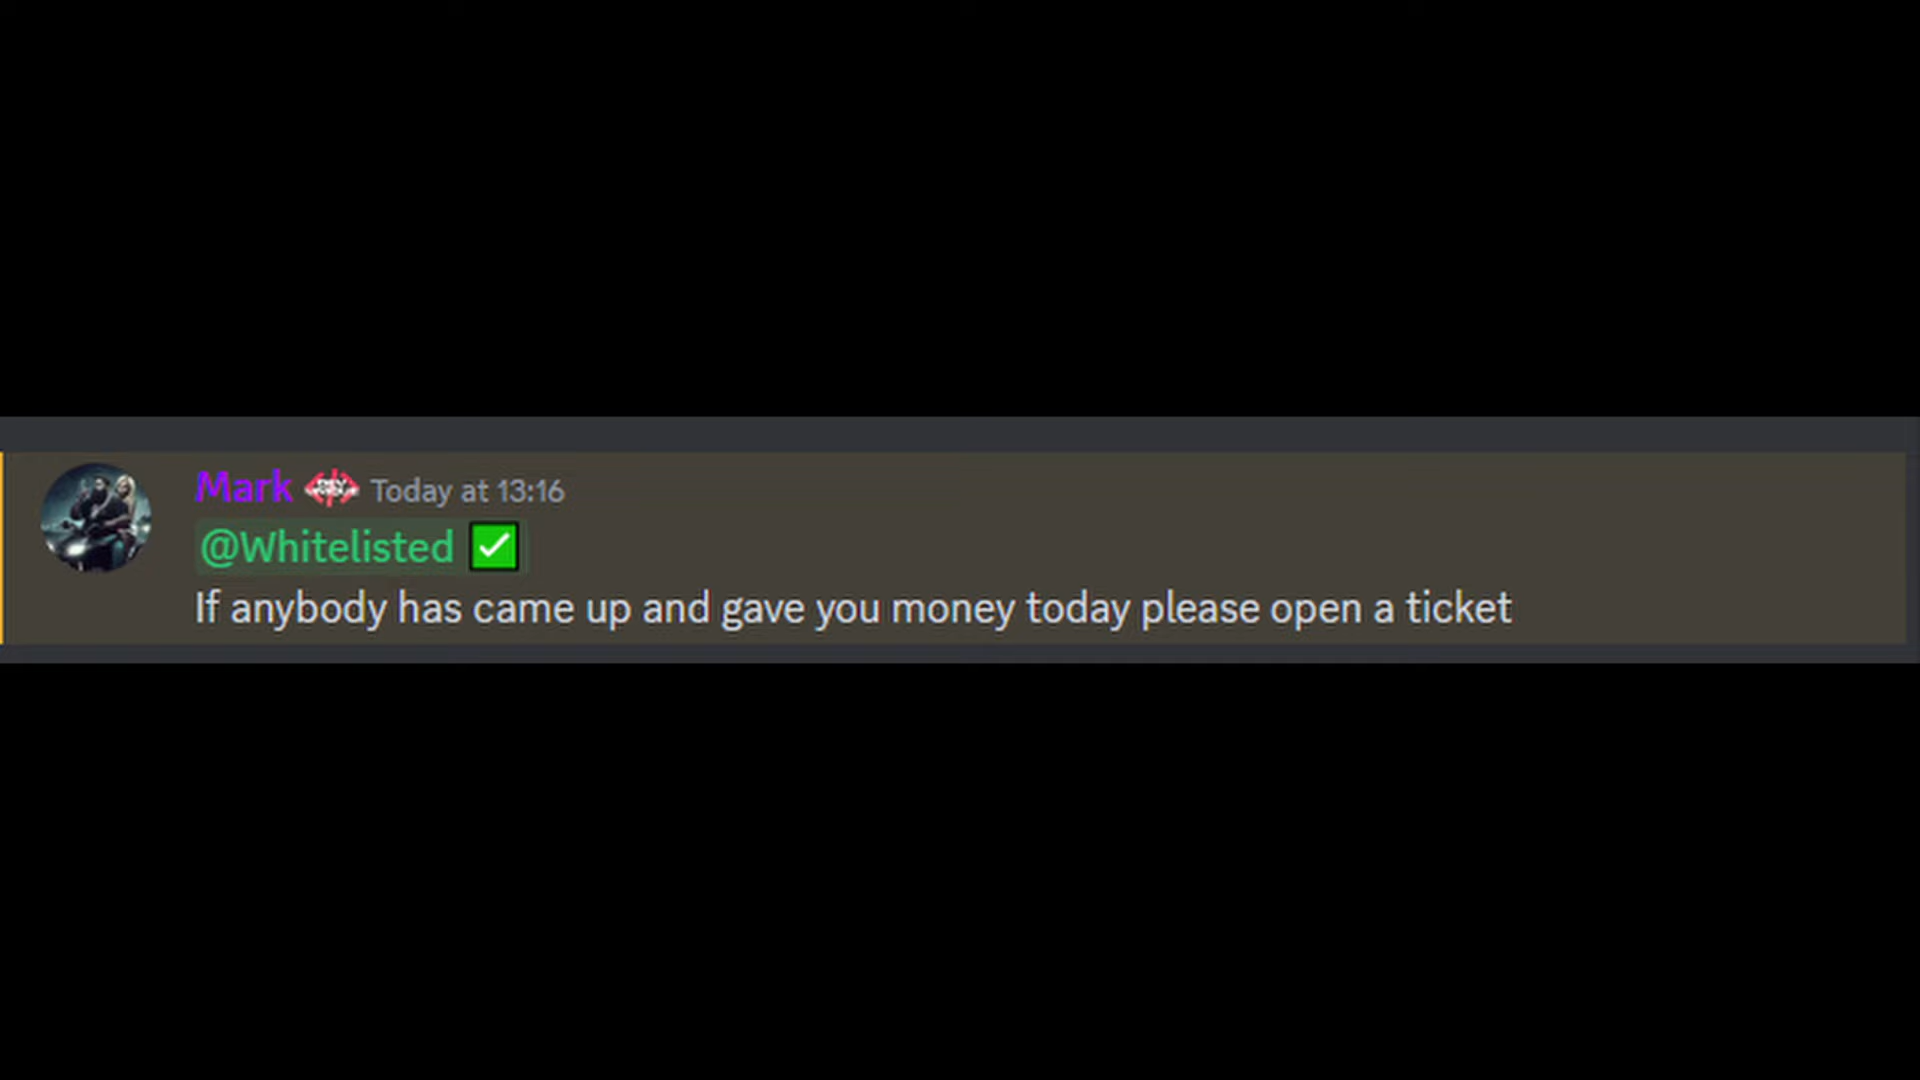 Mark Today at 13:16
@Whitelisted ✅
If anybody has came up and gave you money today please open a ticket